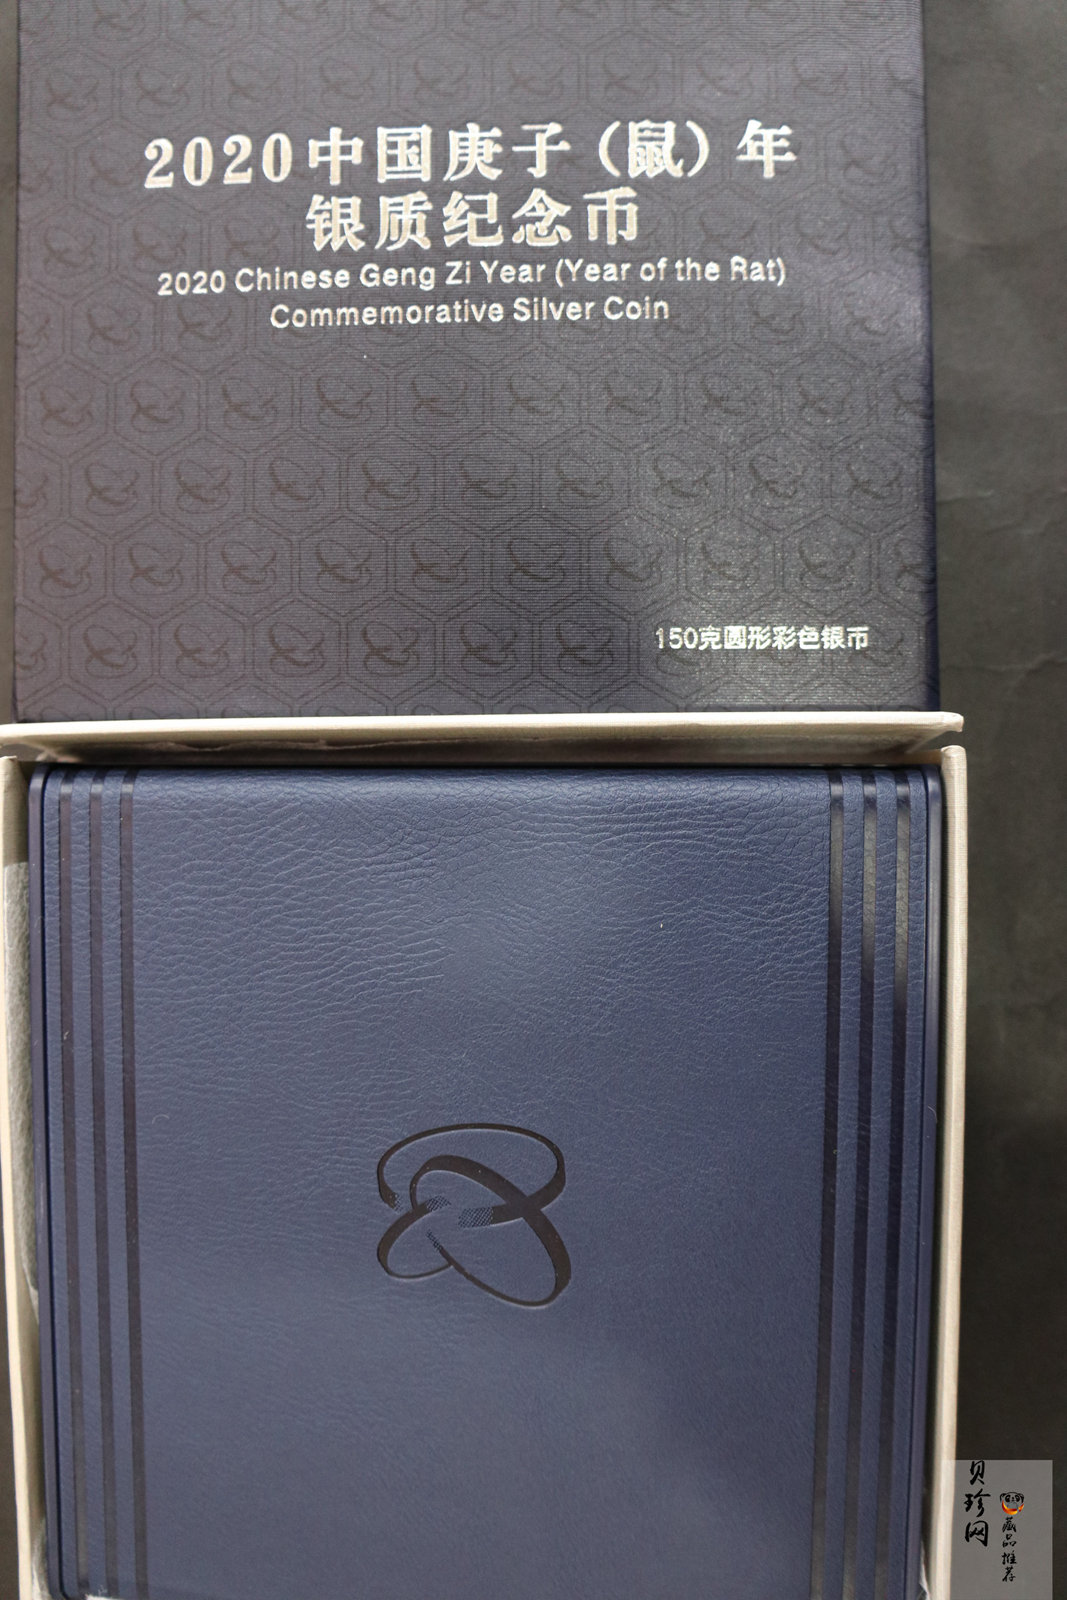 2020中国庚子（鼠）年
银质纪念币
2020 Chinese Geng Zi Year (Year of the Rat)
Commemorative Silver Coin
150克圆形彩色银币
贝珍网
藏品推荐